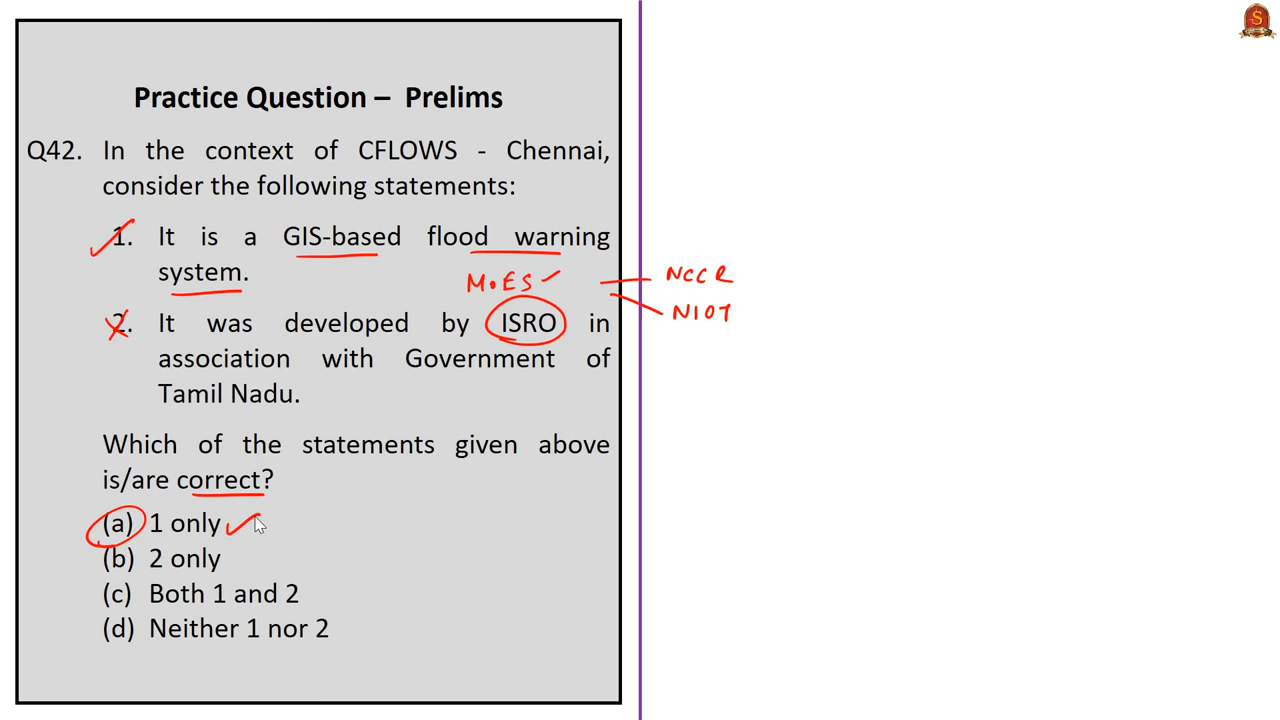 Practice Question – Prelims
Q42. In the context of CFLOWS - Chennai,
consider the following statements:
1. It is a GIS-based flood warning
system.
MoES
NCCR
NIOT
2. It was developed by ISRO in
association with Government of
Tamil Nadu.
Which of the statements given above
is/are correct?
(a) 1 only
(b) 2 only
(c) Both 1 and 2
(d) Neither 1 nor 2